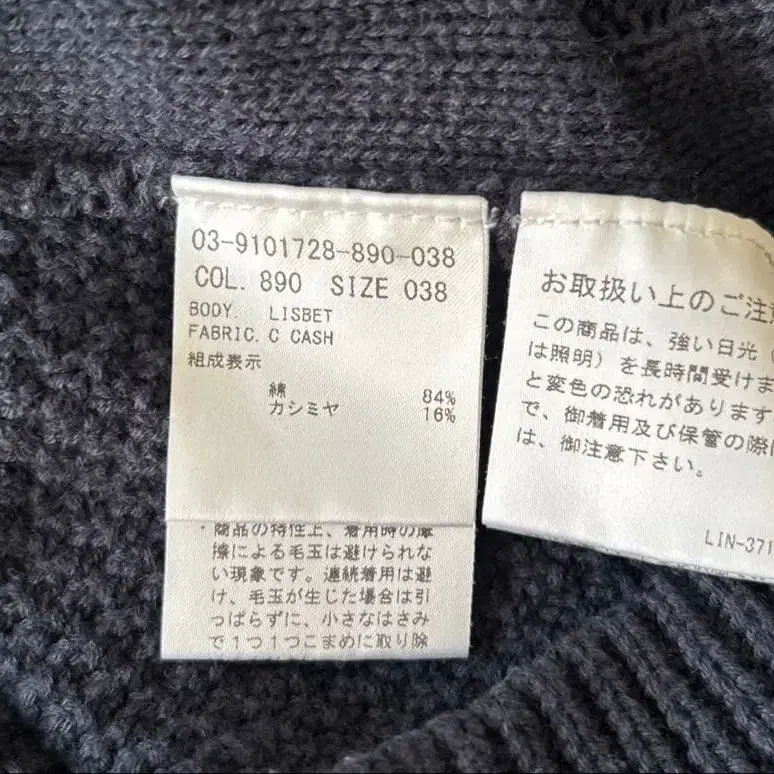 03-9101728-890-038
COL. 890 SIZE 038
BODY. LISBET
FABRIC. C CASH
組成表示
綿 84%
カシミヤ 16%
・商品の特性上、着用時の摩
擦による毛玉は避けられな
い現象です。連続着用は避
け、毛玉が生じた場合は引
っぱらずに、小さなはさみ
で1つ1つこまめに取り除
お取扱い上のご注意
この商品は、強い日光（
は照明）を長時間受けま
と変色の恐れがあります
で、御着用及び保管の際は
は、御注意下さい。
LIN-371